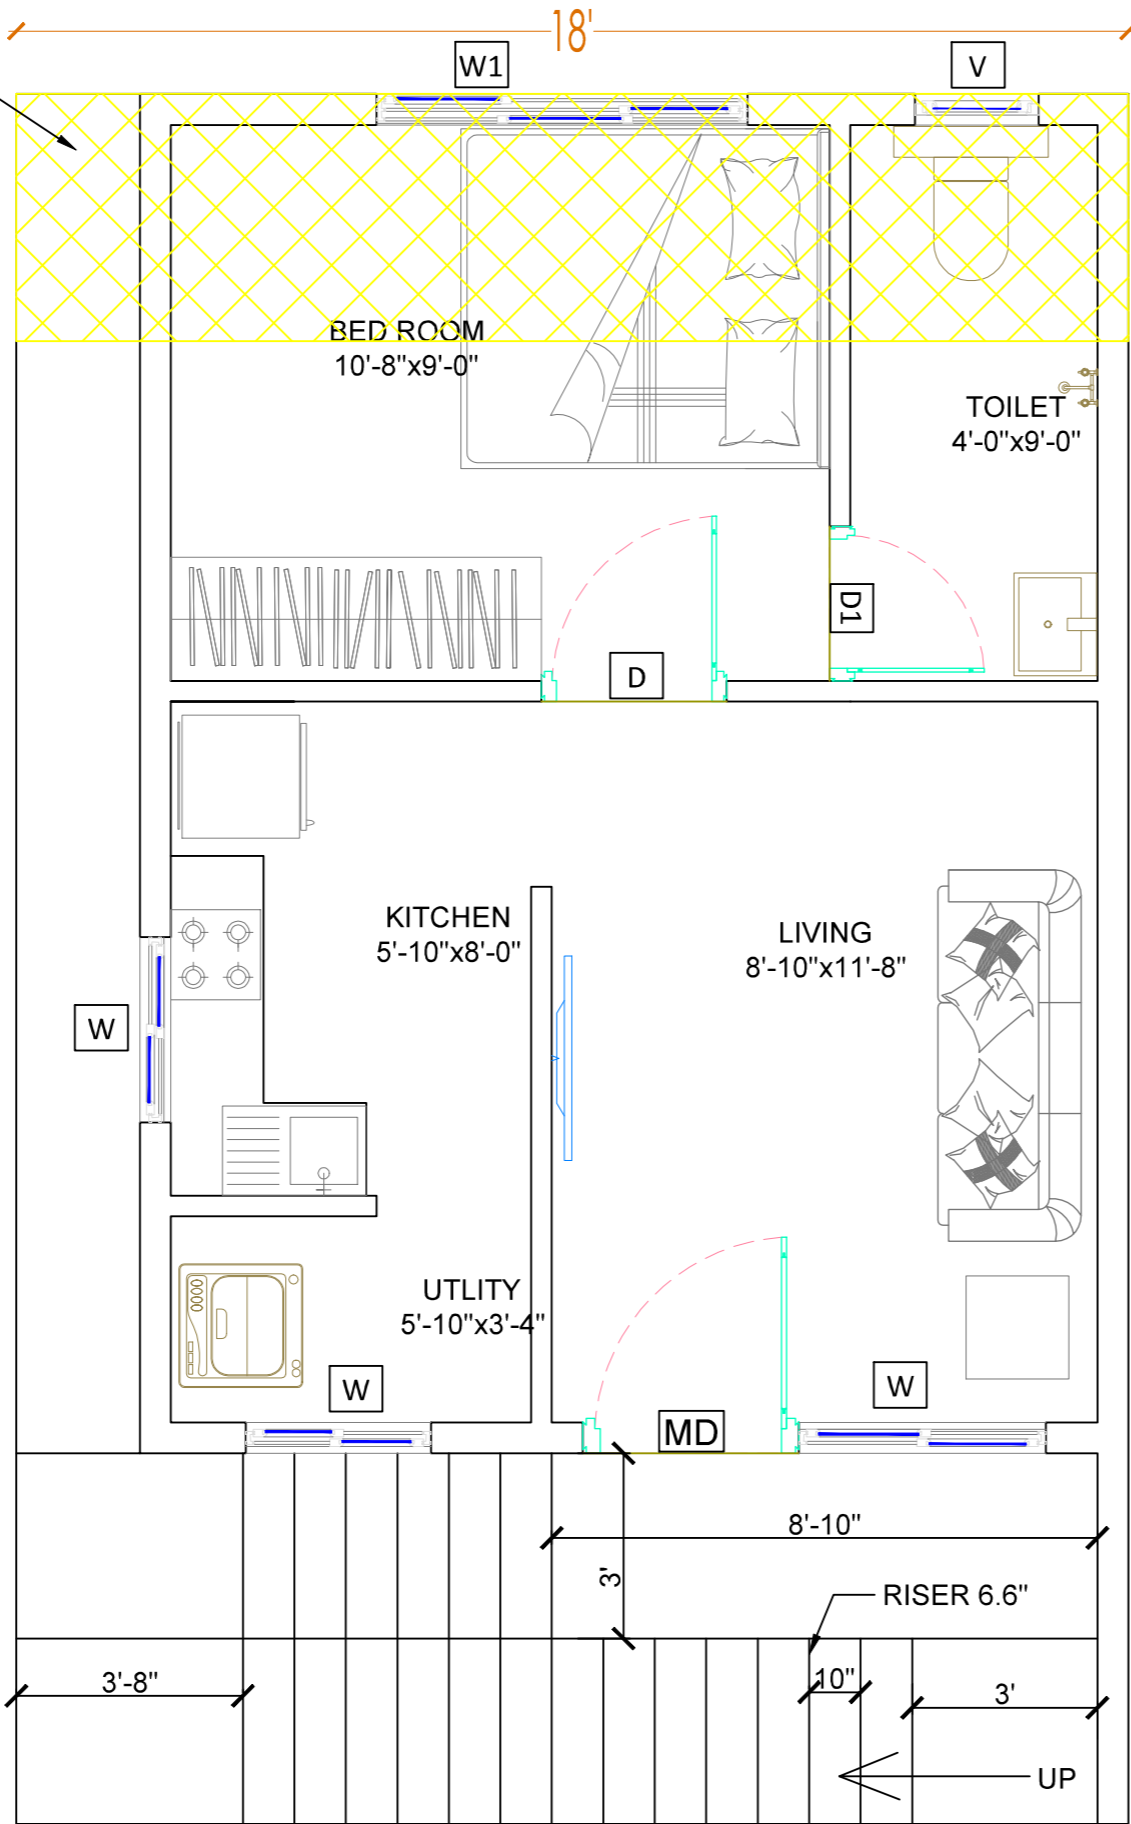 18'
W1
V
BED ROOM
10'-8"x9'-0"
TOILET
4'-0"x9'-0"
D1
D
KITCHEN
5'-10"x8'-0"
LIVING
8'-10"x11'-8"
W
UTLITY
5'-10"x3'-4"
W
W
MD
8'-10"
3'
RISER 6.6"
3'-8"
10"
3'
UP